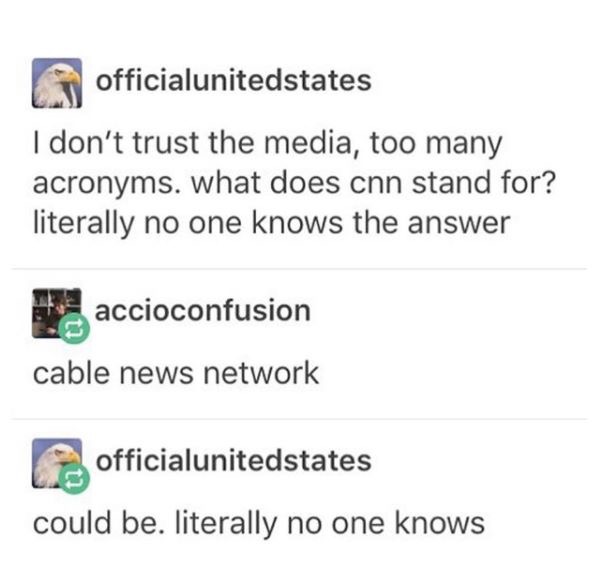 officialunitedstates
I don't trust the media, too many
acronyms. what does cnn stand for?
literally no one knows the answer
accioconfusion
cable news network
officialunitedstates
could be. literally no one knows